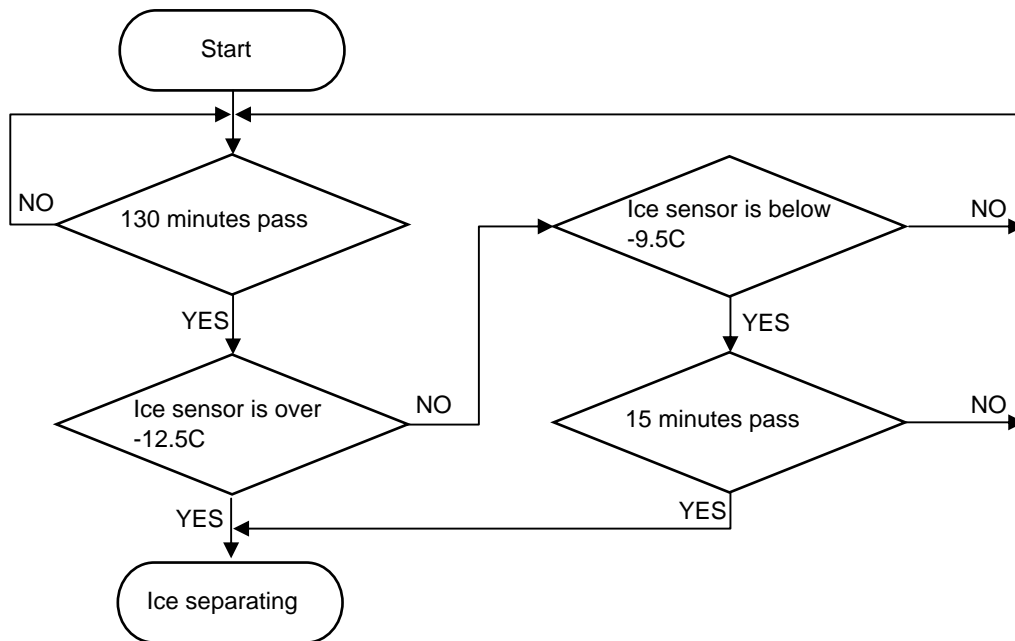 Start
NO
130 minutes pass
YES
Ice sensor is over
-12.5C
NO
YES
Ice separating
Ice sensor is below
-9.5C
NO
YES
15 minutes pass
NO
YES